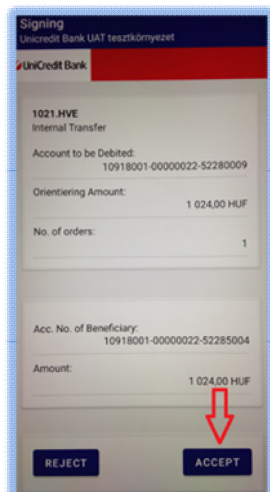 Signing
Unicredit Bank UAT tesztkörnyezet
UniCredit Bank
1021.HVE
Internal Transfer
Account to be Debited:
10918001-00000022-52280009
Orientiering Amount:
1 024,00 HUF
No. of orders:
1
Acc. No. of Beneficiary:
10918001-00000022-52285004
Amount:
1 024,00 HUF
REJECT
ACCEPT